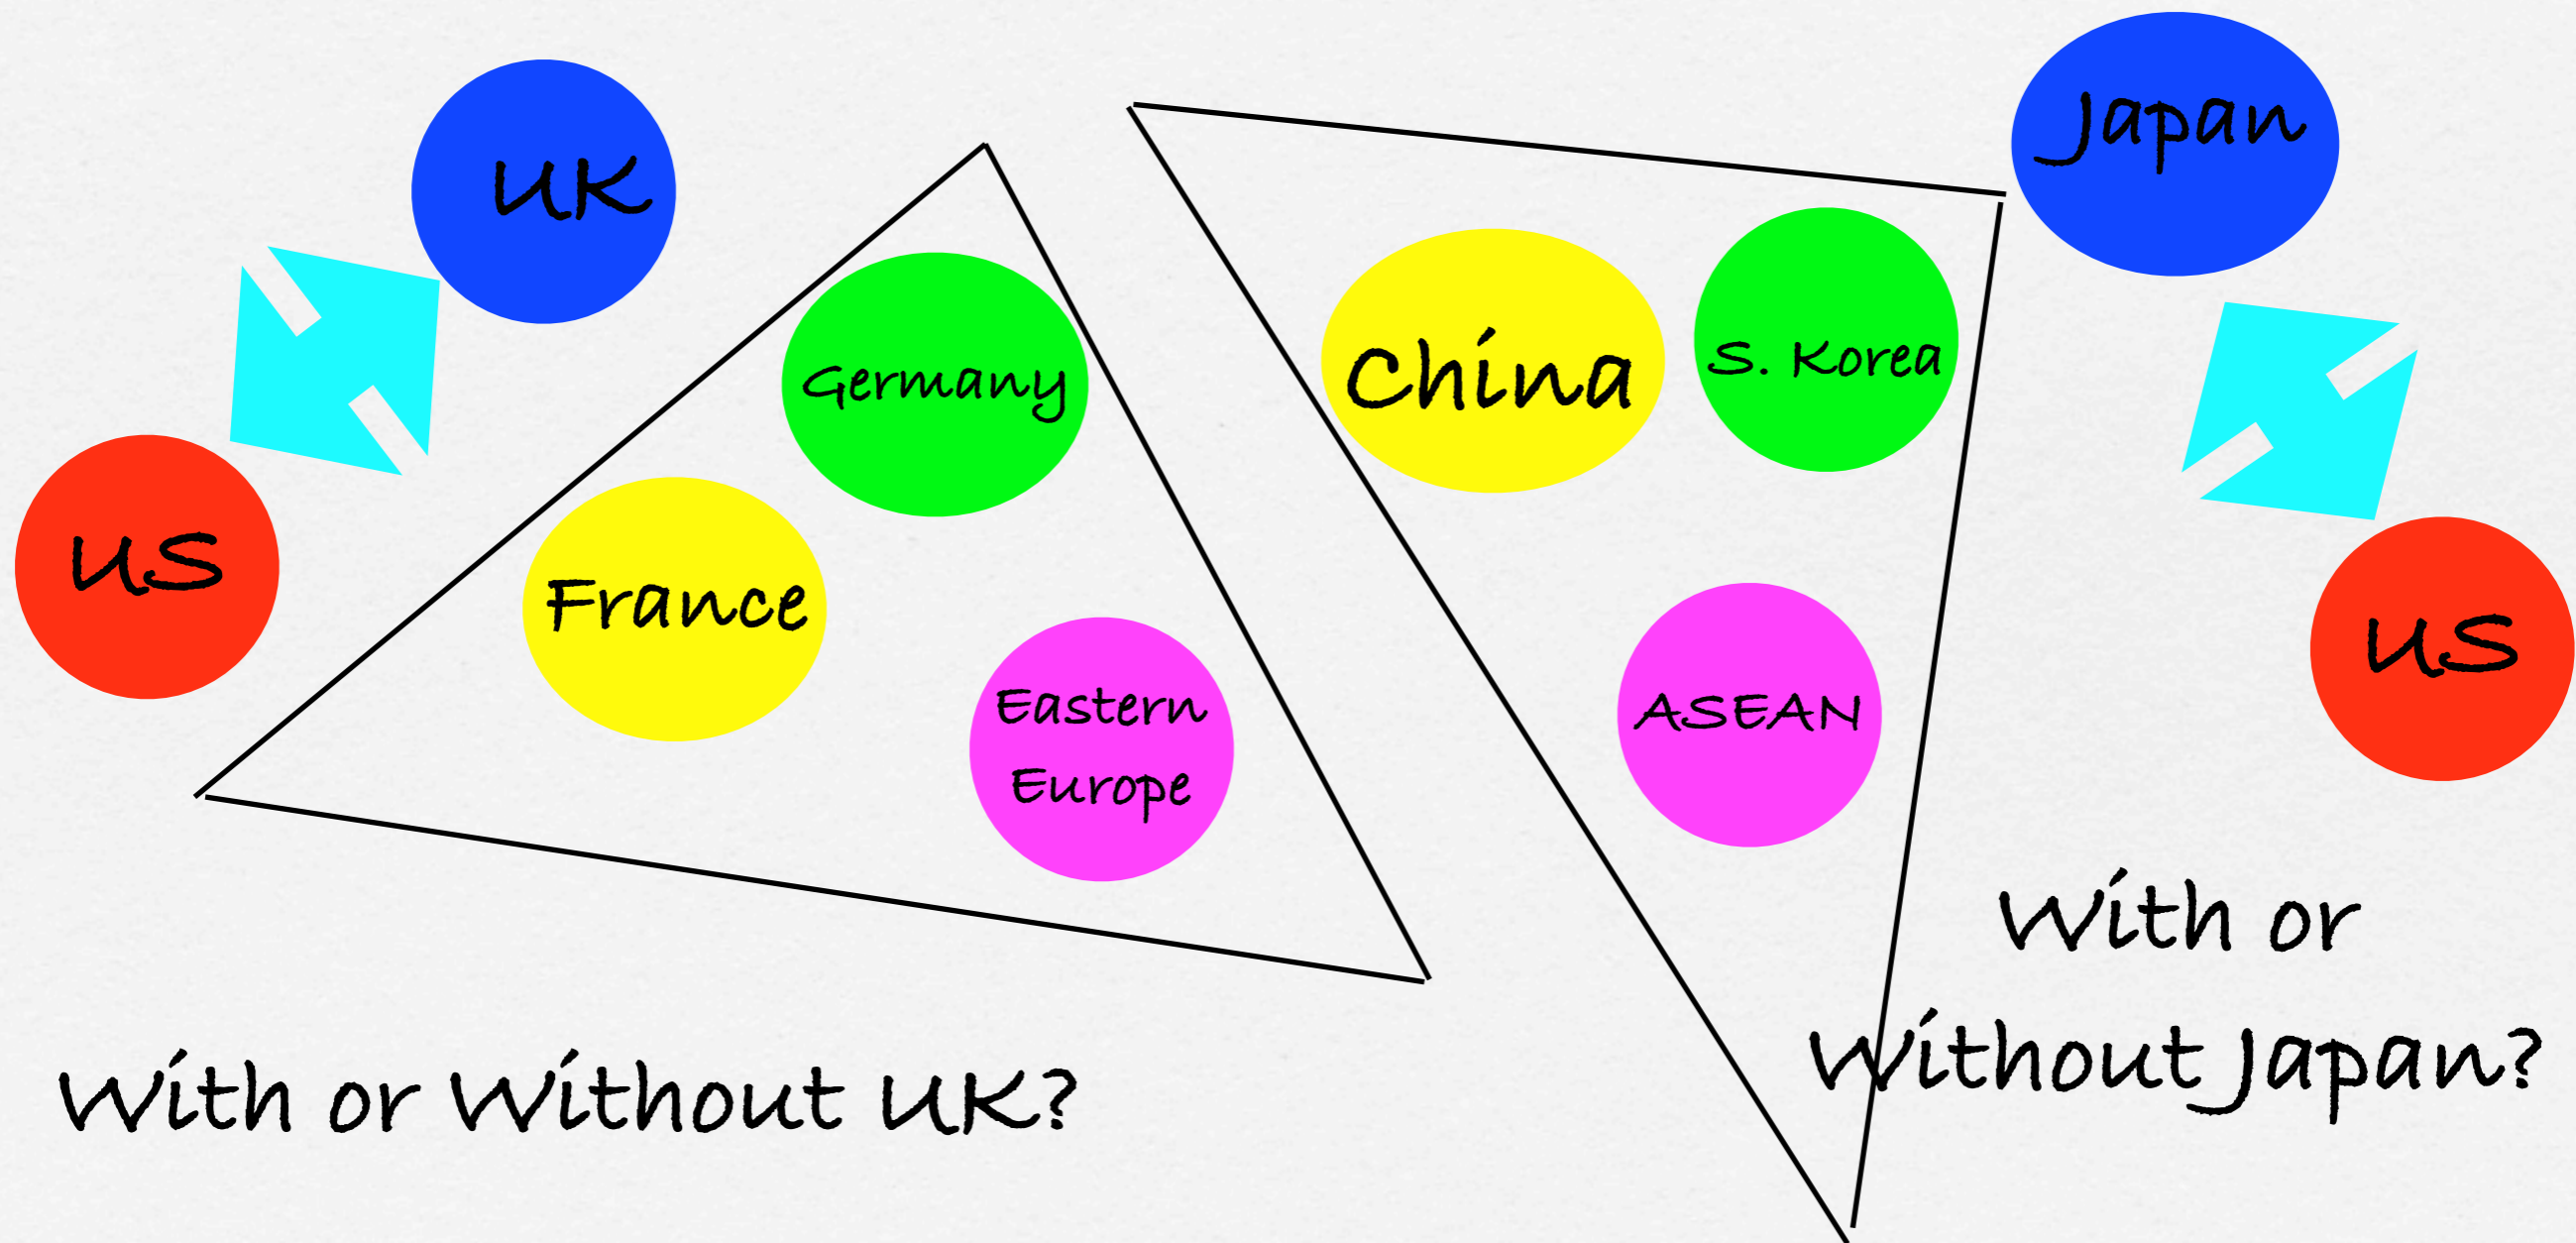 UK
US
Germany
France
Eastern
Europe
With or Without UK?
Japan
China
S. Korea
ASEAN
US
With or
Without Japan?